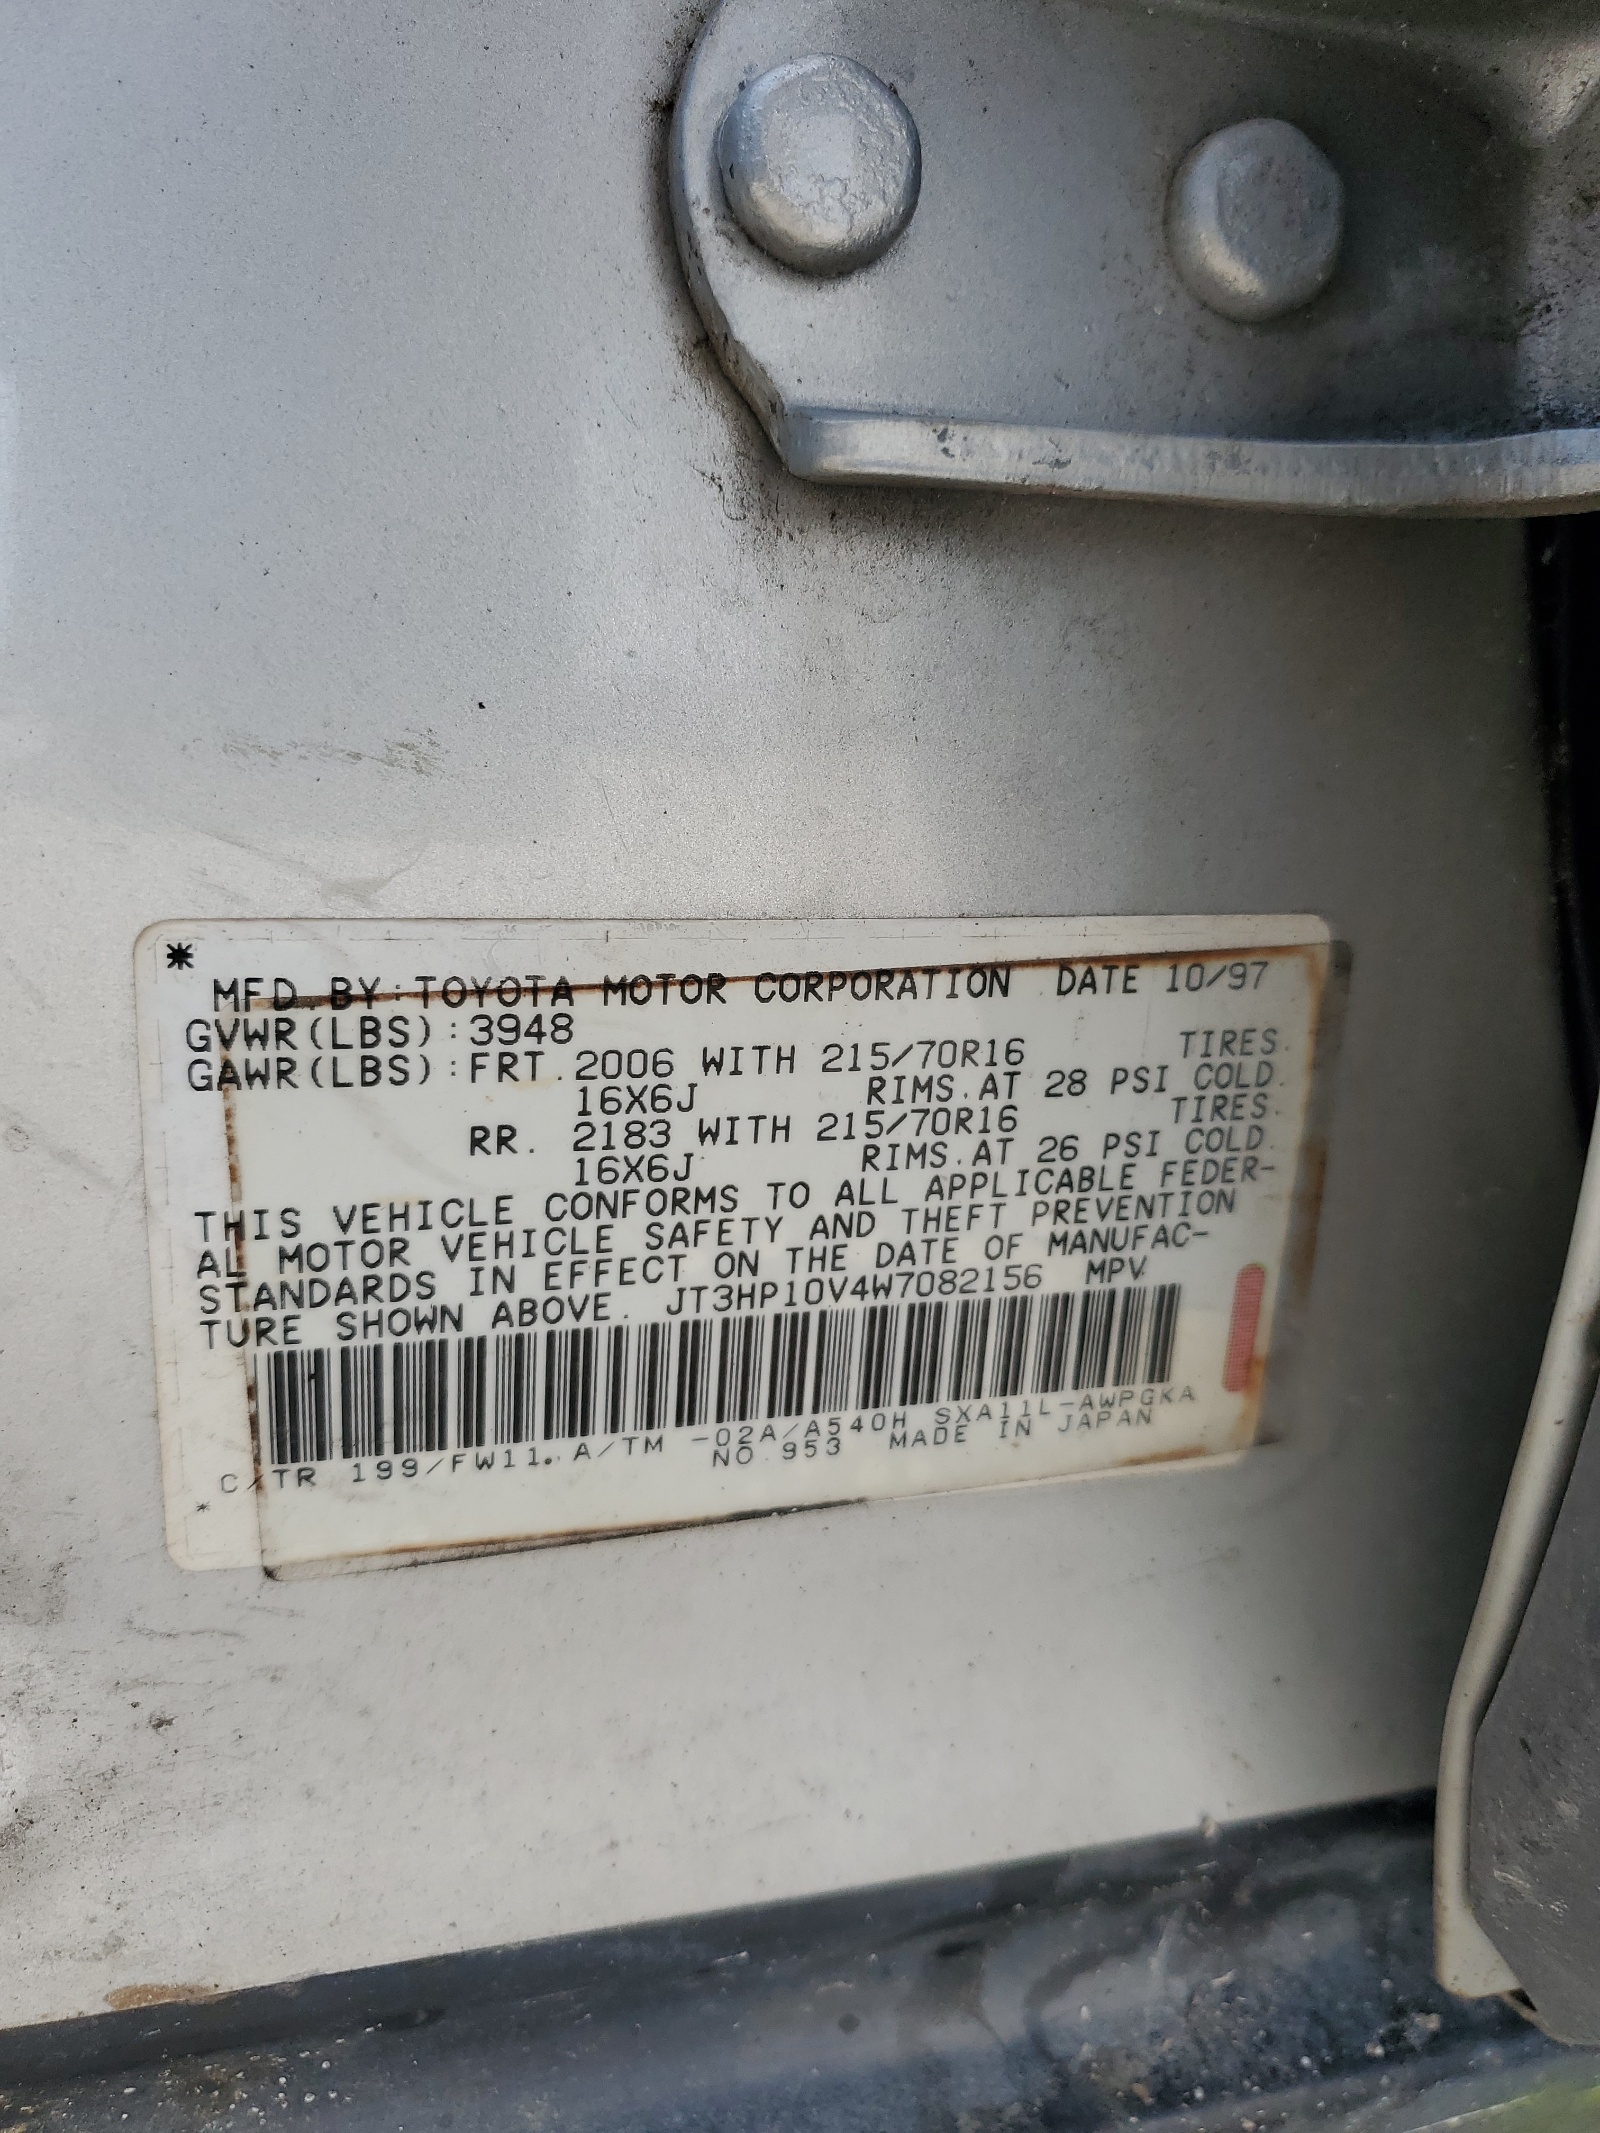 *
MFD.BY:TOYOTA MOTOR CORPORATION DATE 10/97
GVWR(LBS):3948
GAWR(LBS):FRT.2006 WITH 215/70R16 TIRES.
16X6J RIMS.AT 28 PSI COLD.
RR. 2183 WITH 215/70R16 TIRES.
16X6J RIMS.AT 26 PSI COLD.
THIS VEHICLE CONFORMS TO ALL APPLICABLE FEDER-
AL MOTOR VEHICLE SAFETY AND THEFT PREVENTION
STANDARDS IN EFFECT ON THE DATE OF MANUFAC-
TURE SHOWN ABOVE. JT3HP10V4W7082156 MPV
C/TR 199/FW11. A/TM -02A/A540H SXA11L-AWPGKA
* NO.953 MADE IN JAPAN